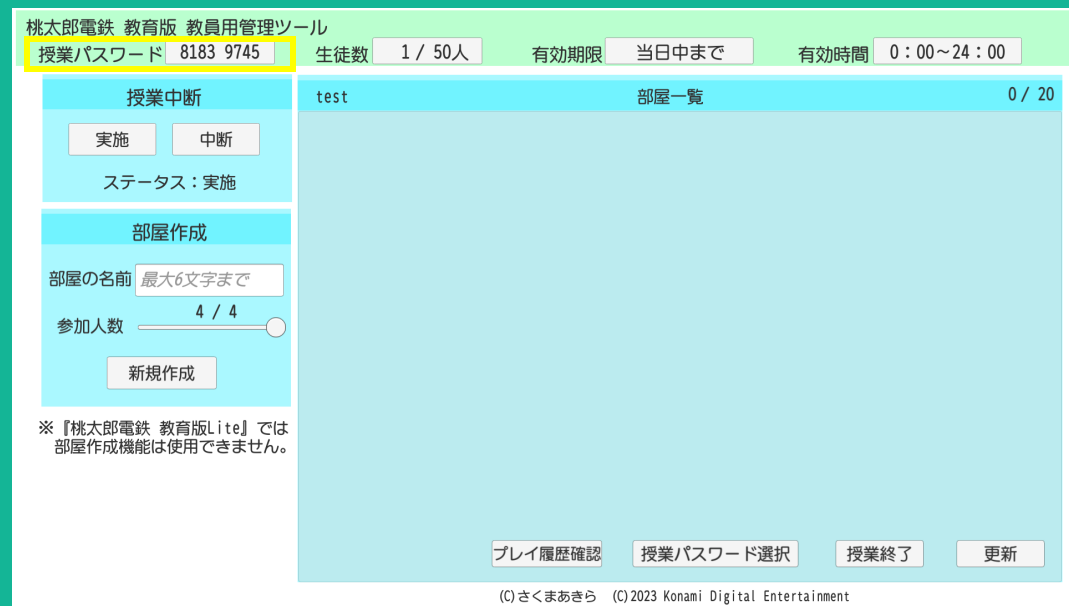 桃太郎電鉄 教育版 教員用管理ツール
授業パスワード 8183 9745 生徒数 1 / 50人 有効期限 当日中まで 有効時間 0：00～24：00
授業中断
実施 中断
ステータス：実施
部屋作成
部屋の名前 最大6文字まで
参加人数 4 / 4
新規作成
※『桃太郎電鉄 教育版Lite』では
部屋作成機能は使用できません。
test 部屋一覧 0 / 20
プレイ履歴確認 授業パスワード選択 授業終了 更新
(C)さくまあきら (C)2023 Konami Digital Entertainment